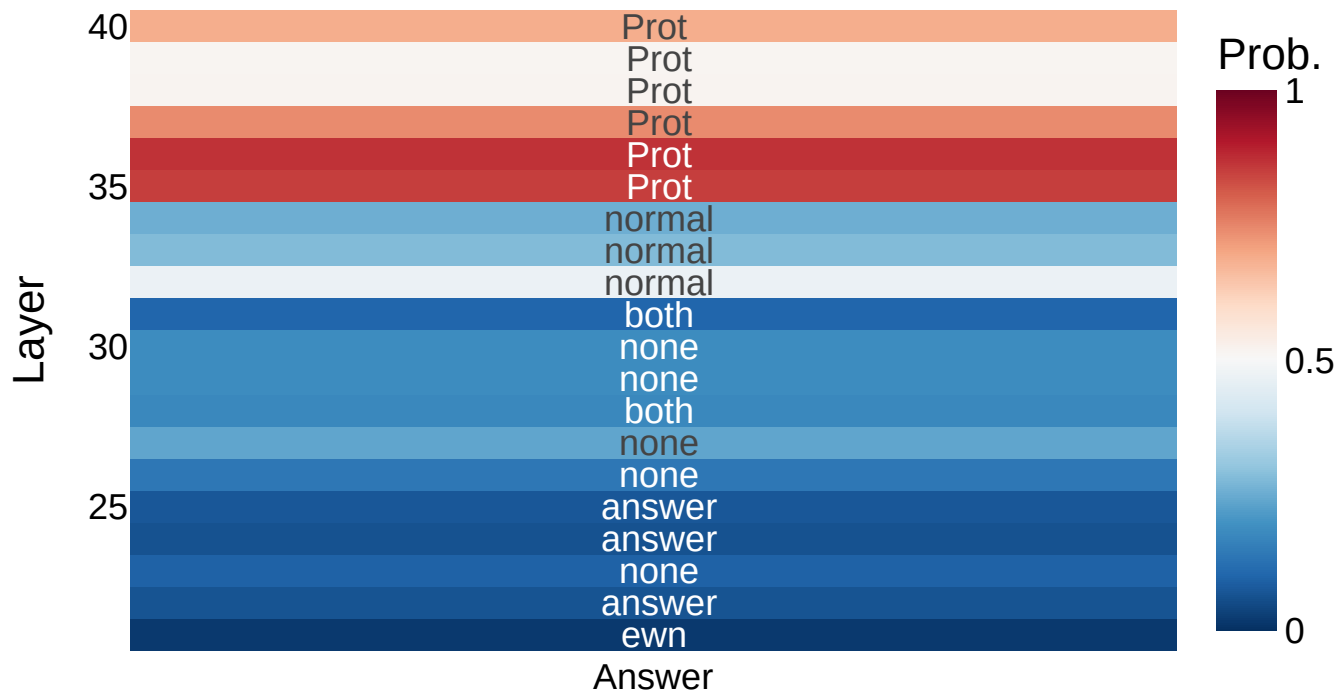 40
Prot
Prob.
Prot
1
Prot
Prot
Prot
35
Prot
normal
normal
normal
Layer
both
30
none
0.5
none
both
none
none
25
answer
answer
none
answer
ewn
0
Answer